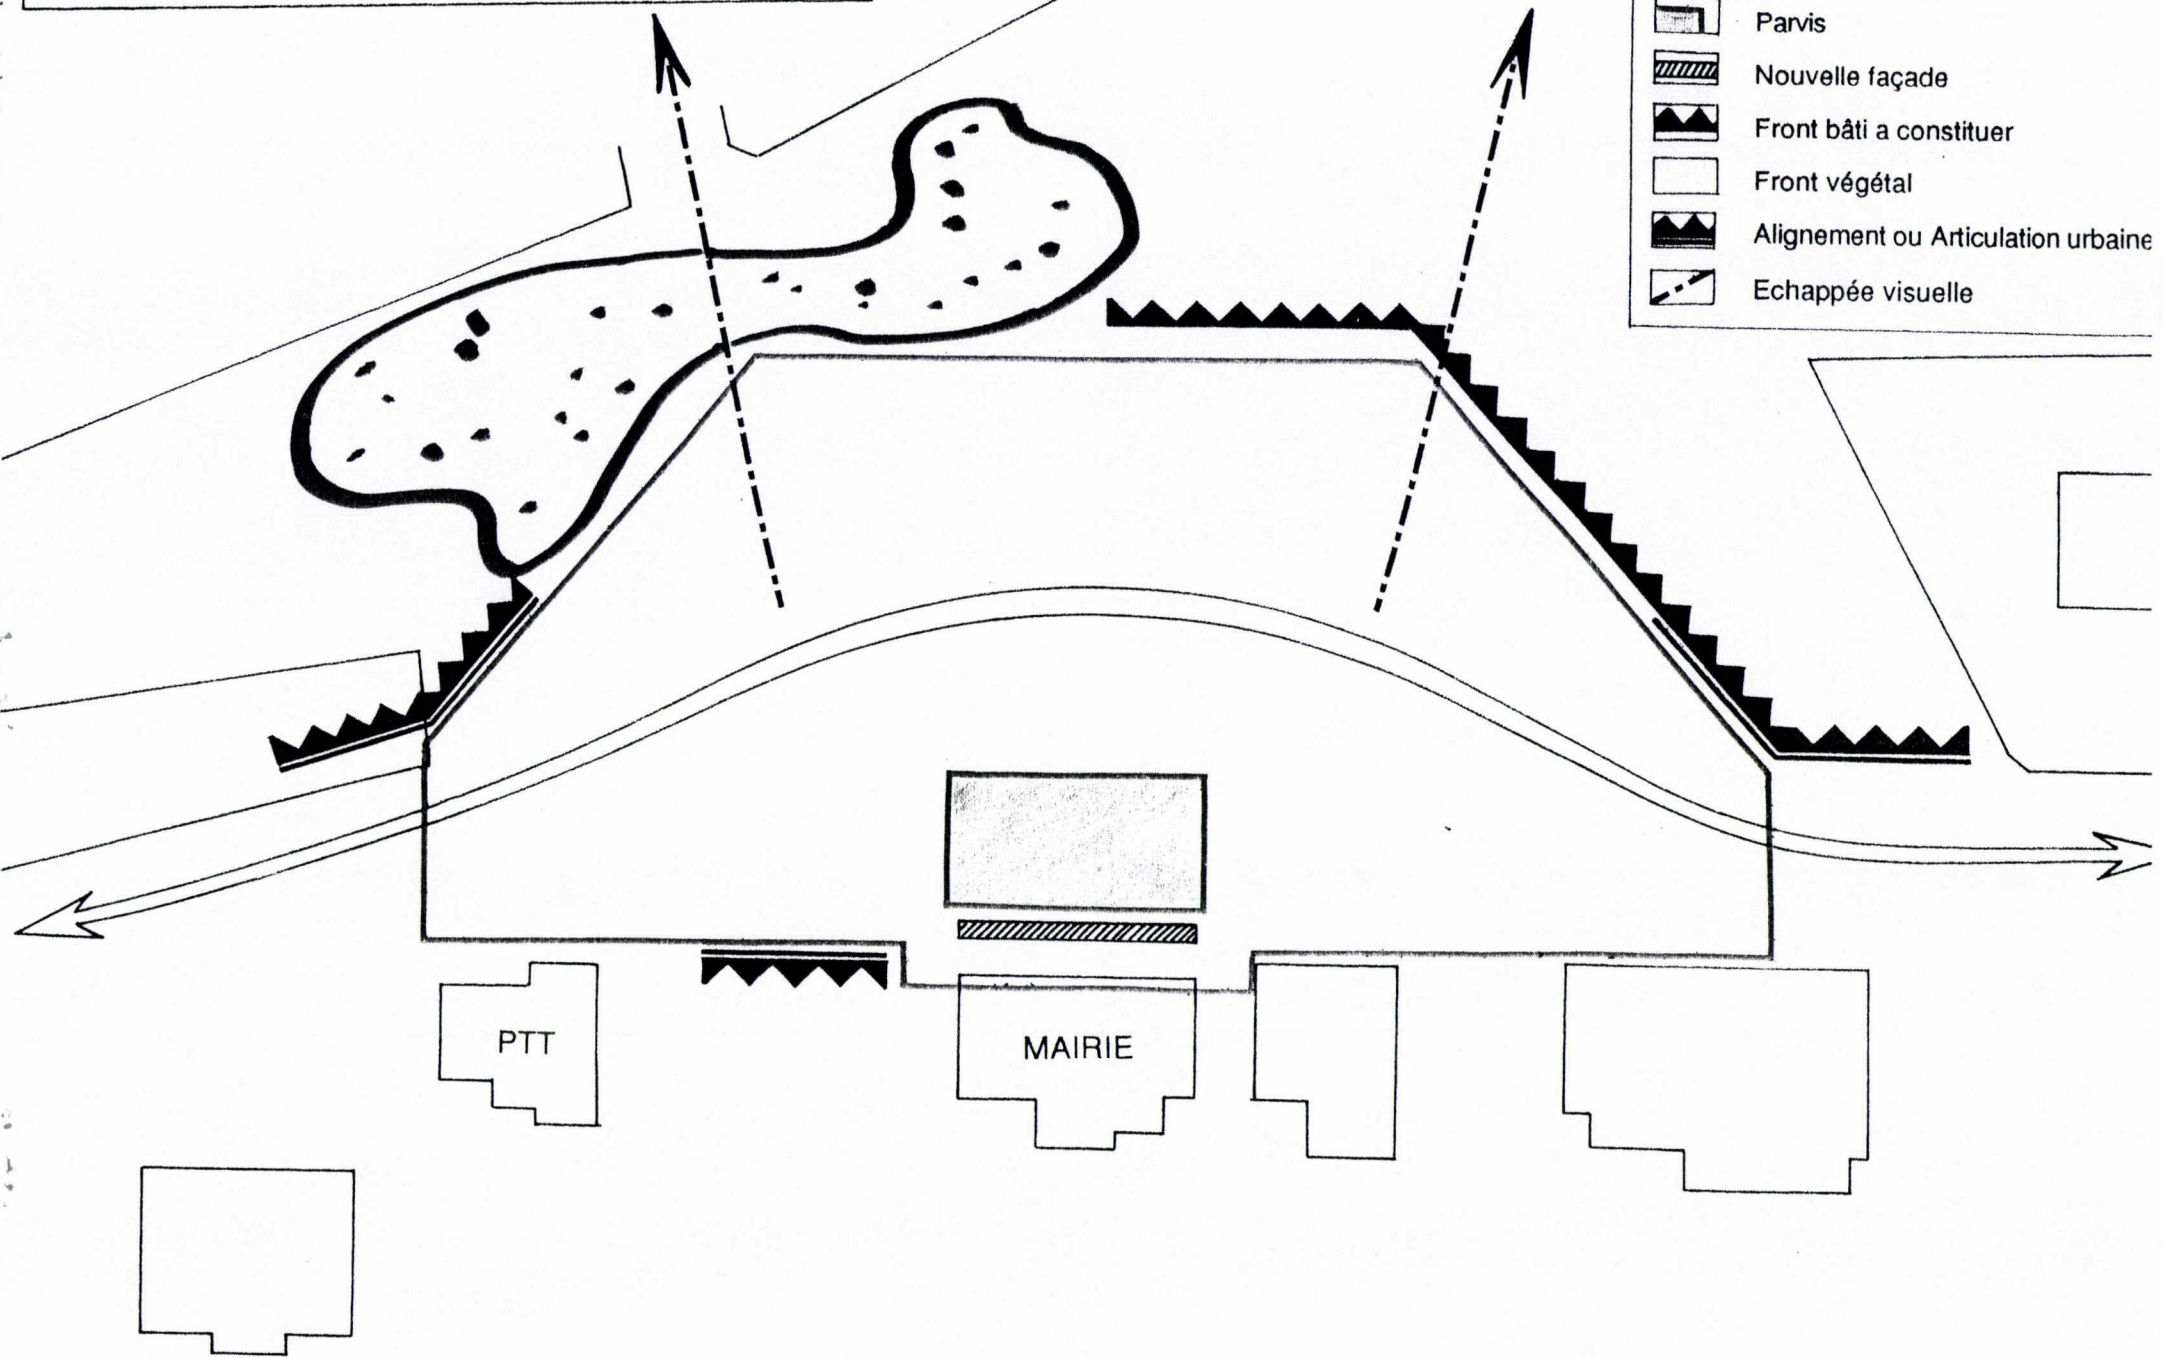 Parvis
Nouvelle façade
Front bâti a constituer
Front végétal
Alignement ou Articulation urbaine
Echappée visuelle
PTT
MAIRIE